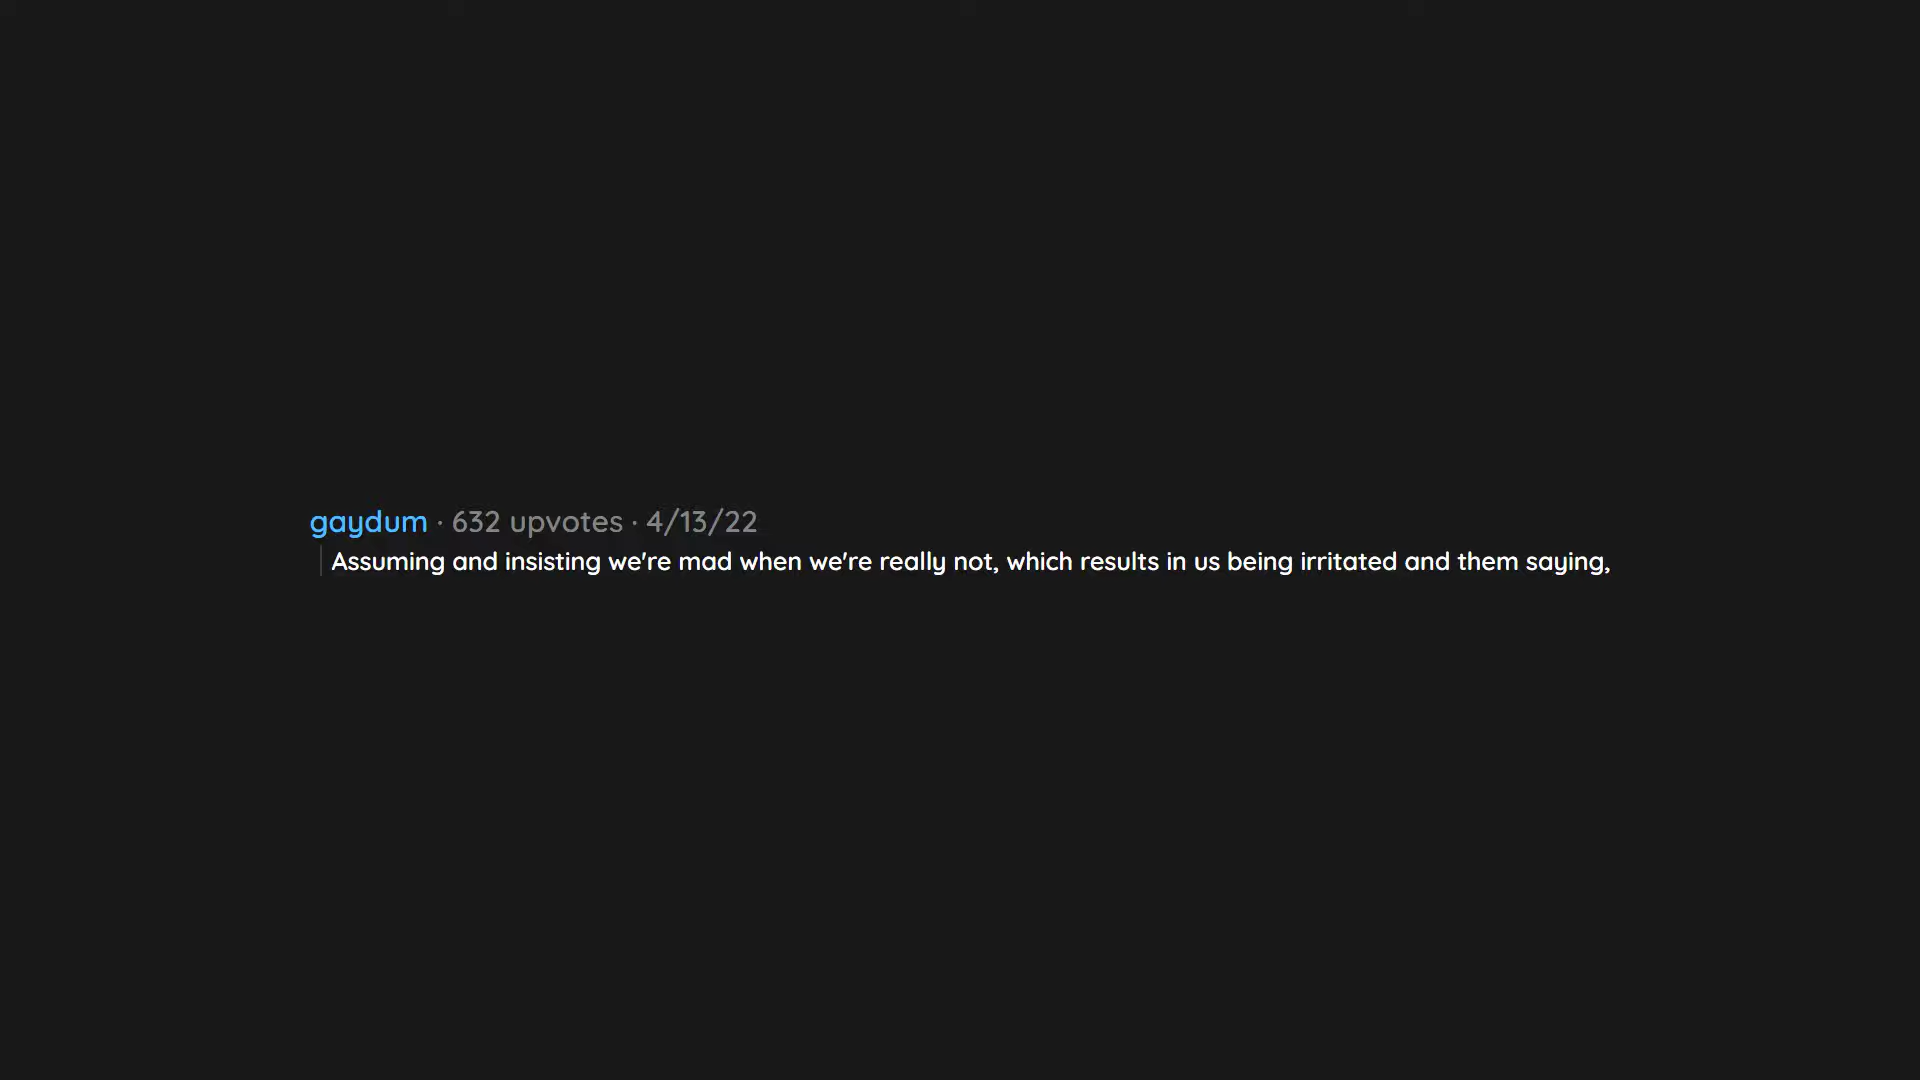 gaydum · 632 upvotes · 4/13/22
Assuming and insisting we're mad when we're really not, which results in us being irritated and them saying,